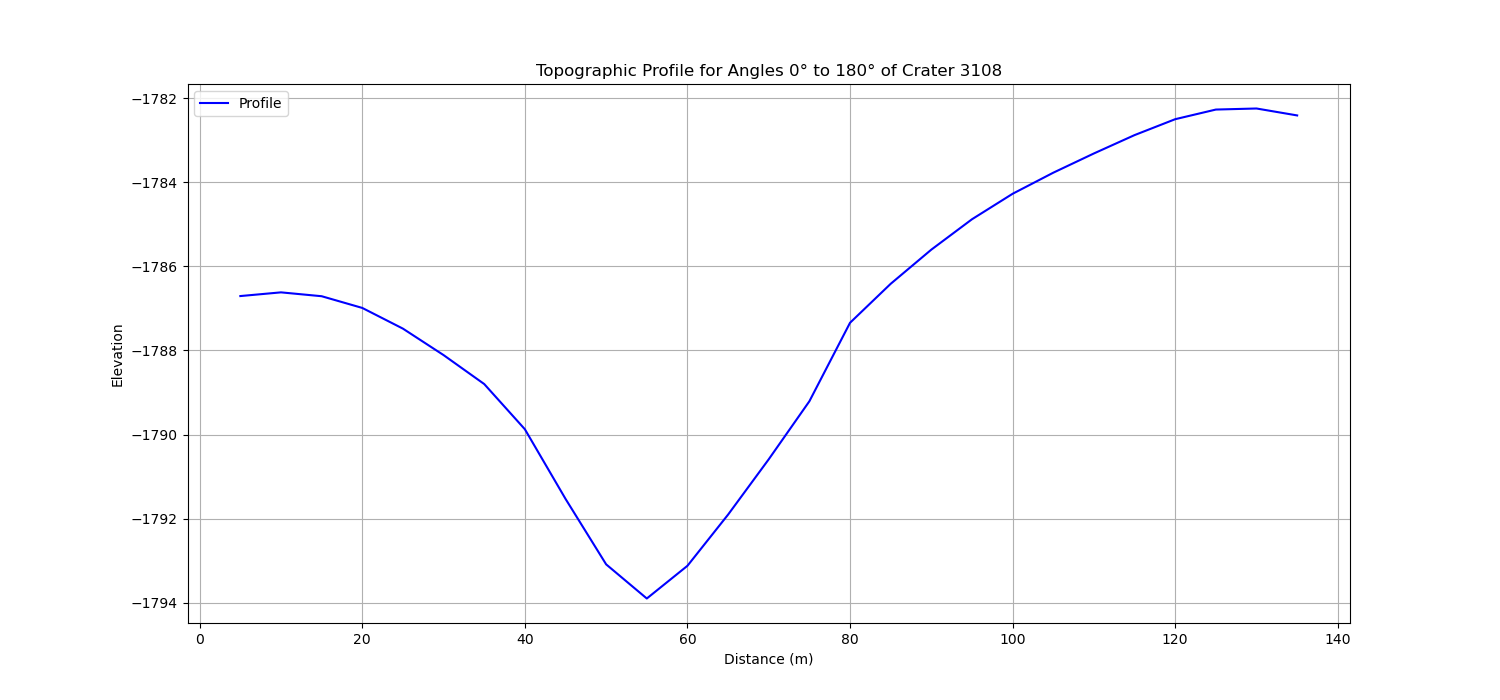 Topographic Profile for Angles 0° to 180° of Crater 3108
Profile
−1782
−1784
−1786
−1788
−1790
−1792
−1794
Elevation
0 20 40 60 80 100 120 140
Distance (m)